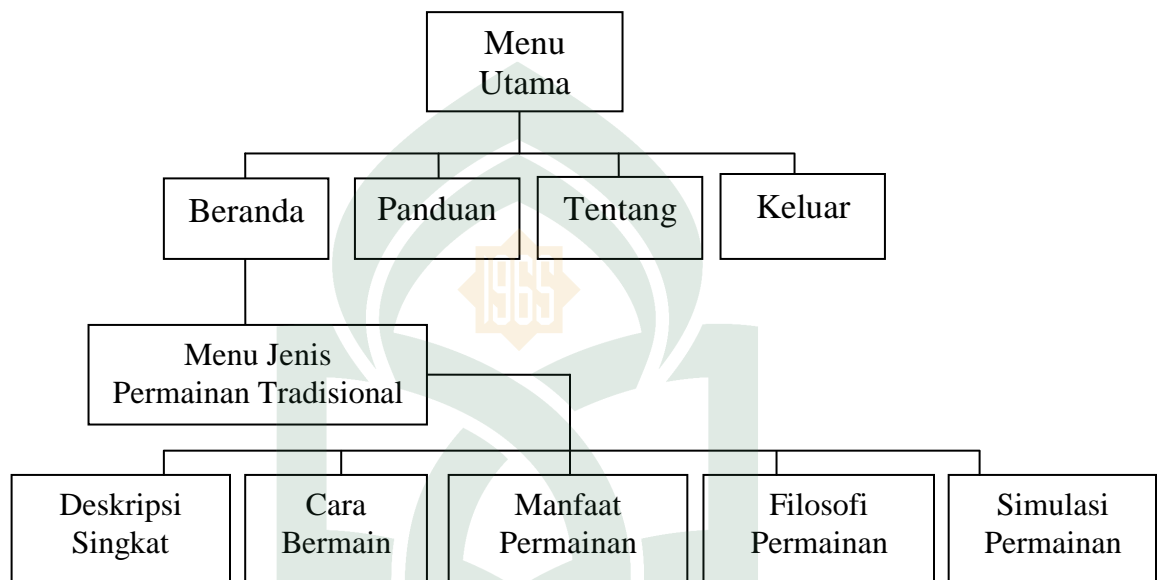 Menu
Utama
Beranda
Panduan
Tentang
Keluar
1965
Menu Jenis
Permainan Tradisional
Deskripsi
Singkat
Cara
Bermain
Manfaat
Permainan
Filosofi
Permainan
Simulasi
Permainan